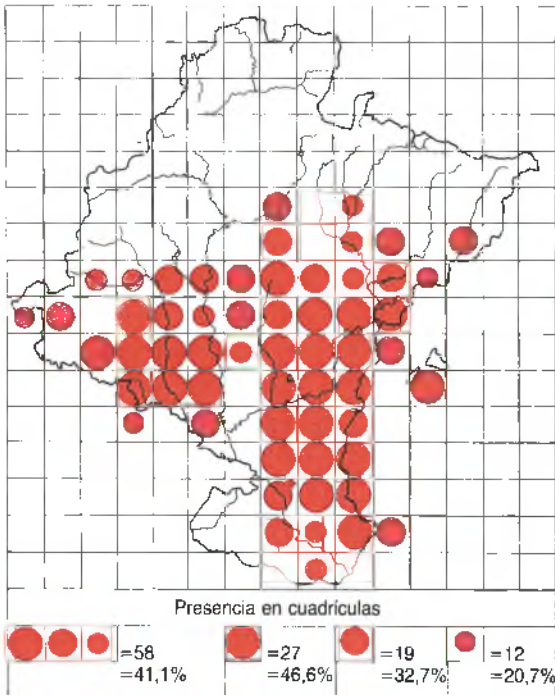 Presencia en cuadrículas
=58 =27 =19 =12
=41,1% =46,6% =32,7% =20,7%